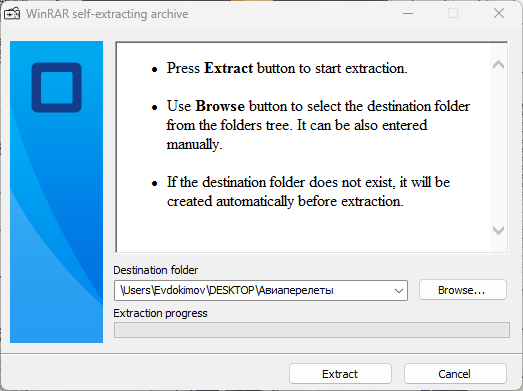 WinRAR self-extracting archive
• Press Extract button to start extraction.
• Use Browse button to select the destination folder
from the folders tree. It can be also entered
manually.
• If the destination folder does not exist, it will be
created automatically before extraction.
Destination folder
\Users\Evdokimov\DESKTOP\Авиаперелеты
Browse...
Extraction progress
Extract
Cancel